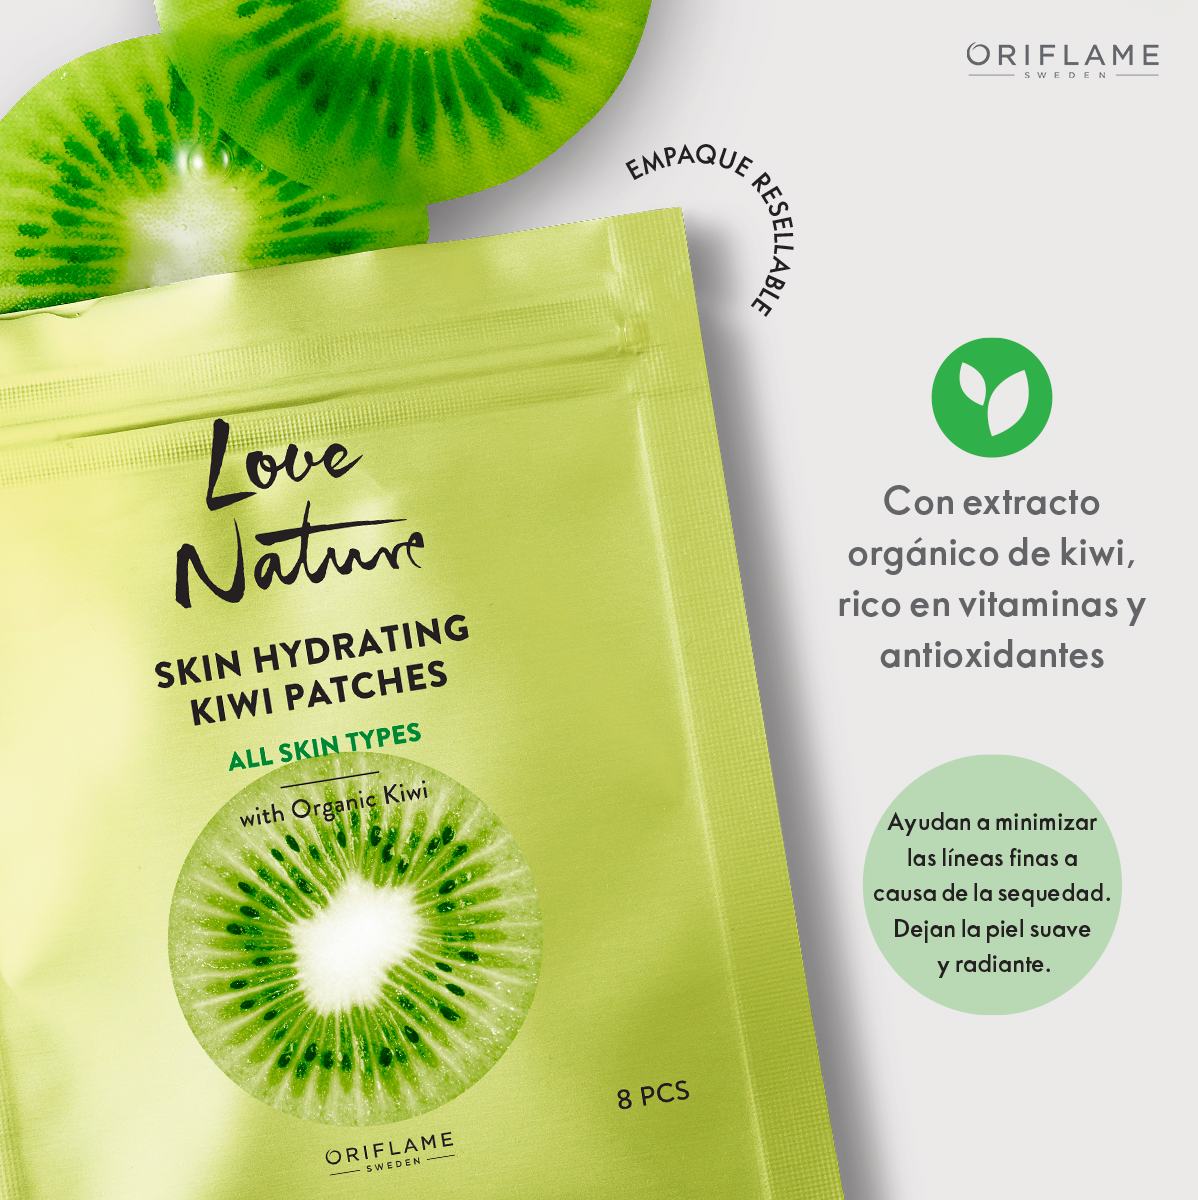 ORIFLAME
SWEDEN
EMPAQUE RESELLABLE
Love
Nature
SKIN HYDRATING
KIWI PATCHES
ALL SKIN TYPES
with Organic Kiwi
8 PCS
ORIFLAME
SWEDEN
Con extracto
orgánico de kiwi,
rico en vitaminas y
antioxidantes
Ayudan a minimizar
las líneas finas a
causa de la sequedad.
Dejan la piel suave
y radiante.